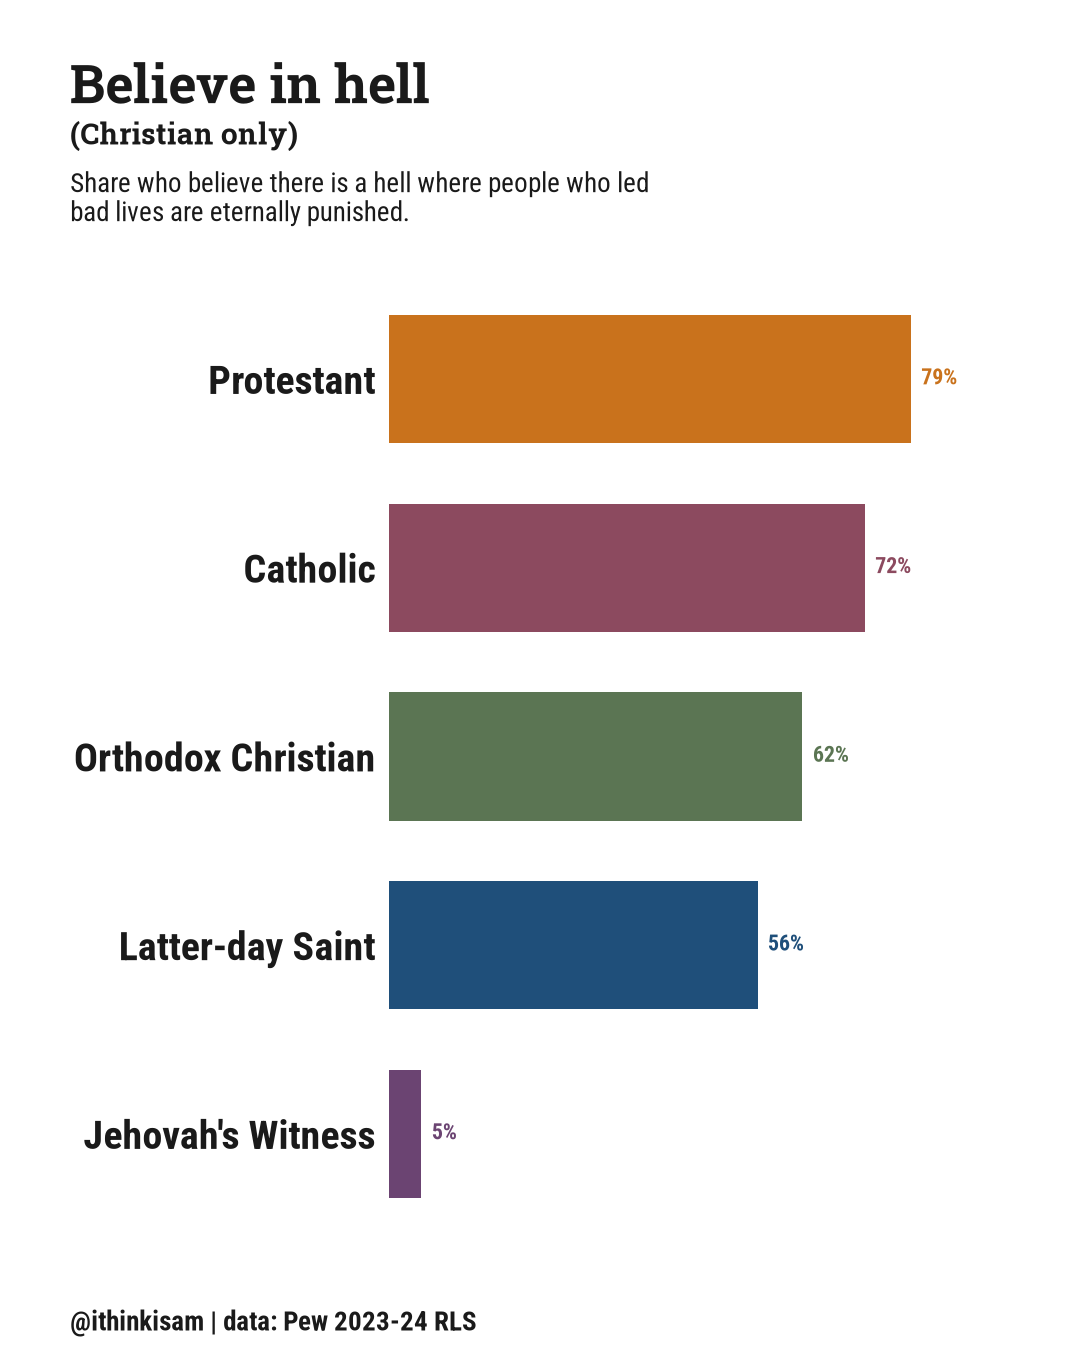 Believe in hell
(Christian only)
Share who believe there is a hell where people who led
bad lives are eternally punished.
Protestant 79%
Catholic 72%
Orthodox Christian 62%
Latter-day Saint 56%
Jehovah's Witness 5%
@ithinkisam | data: Pew 2023-24 RLS